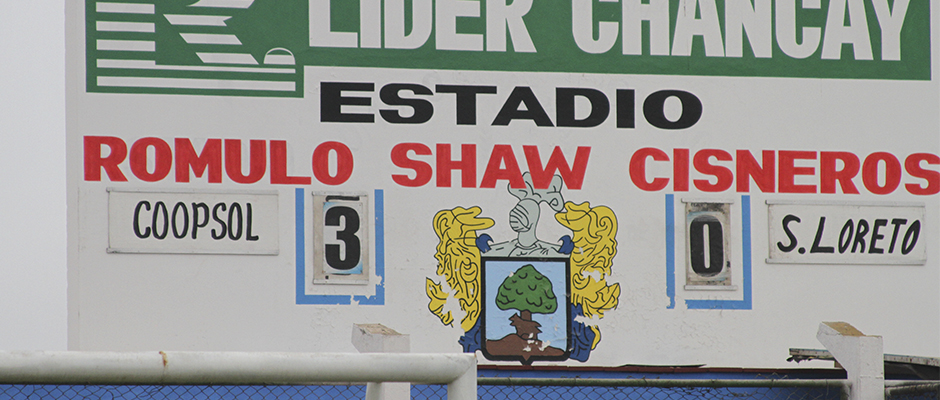 LIDER CHANCAY
ESTADIO
ROMULO SHAW CISNEROS
COOPSOL 3 0 S. LORETO